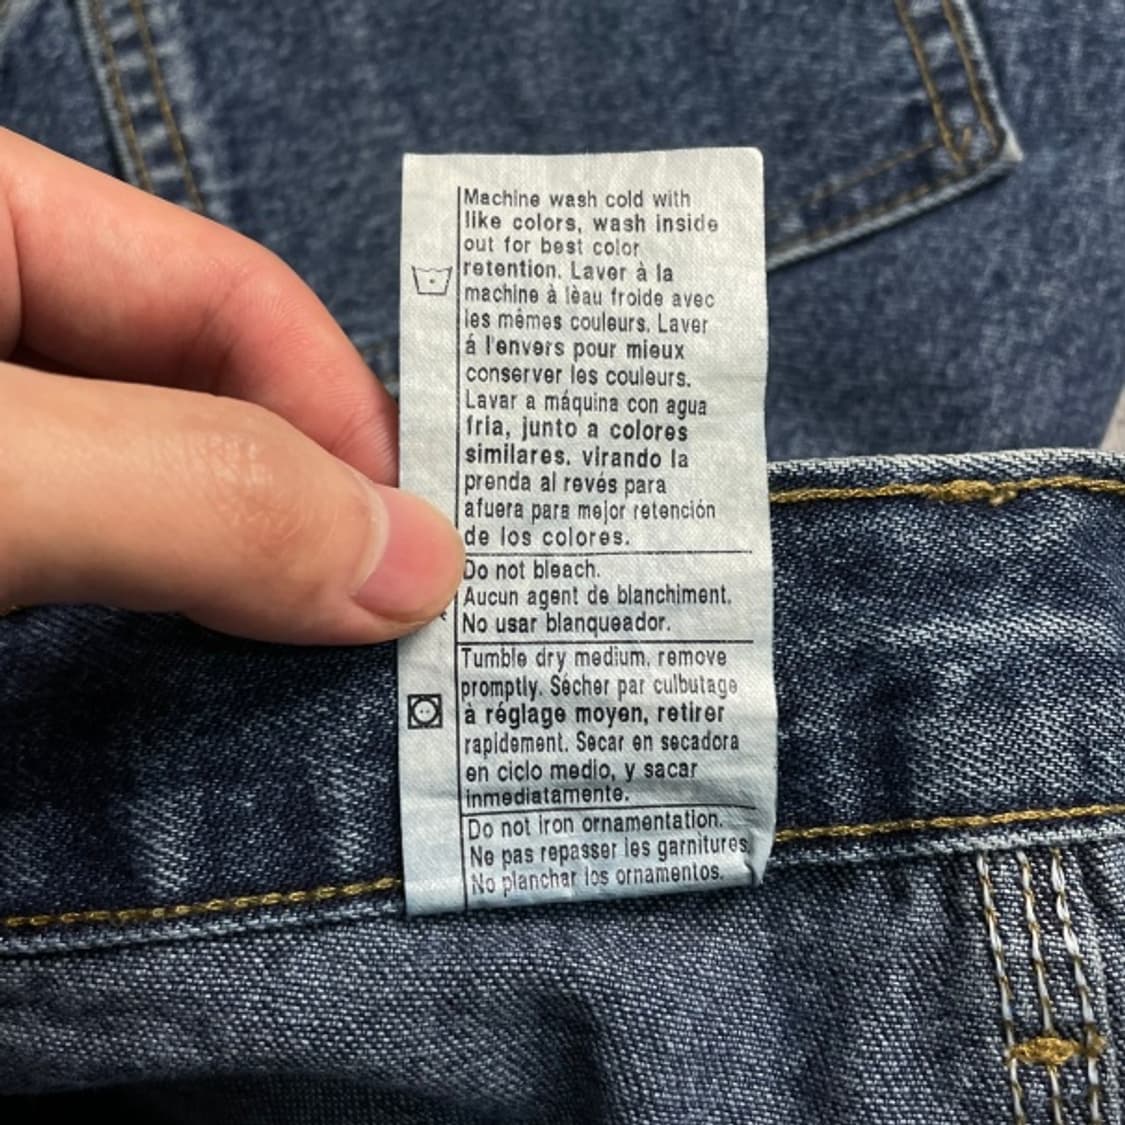 Machine wash cold with
like colors, wash inside
out for best color
retention. Laver à la
machine à lèau froide avec
les mêmes couleurs. Laver
á l'envers pour mieux
conserver les couleurs.
Lavar a máquina con agua
fria, junto a colores
similares. virando la
prenda al revés para
afuera para mejor retención
de los colores.
Do not bleach.
Aucun agent de blanchiment.
No usar blanqueador.
Tumble dry medium, remove
promptly. Sécher par culbutage
à réglage moyen, retirer
rapidement. Secar en secadora
en ciclo medio, y sacar
inmediatamente.
Do not iron ornamentation.
Ne pas repasser les garnitures.
No planchar los ornamentos.